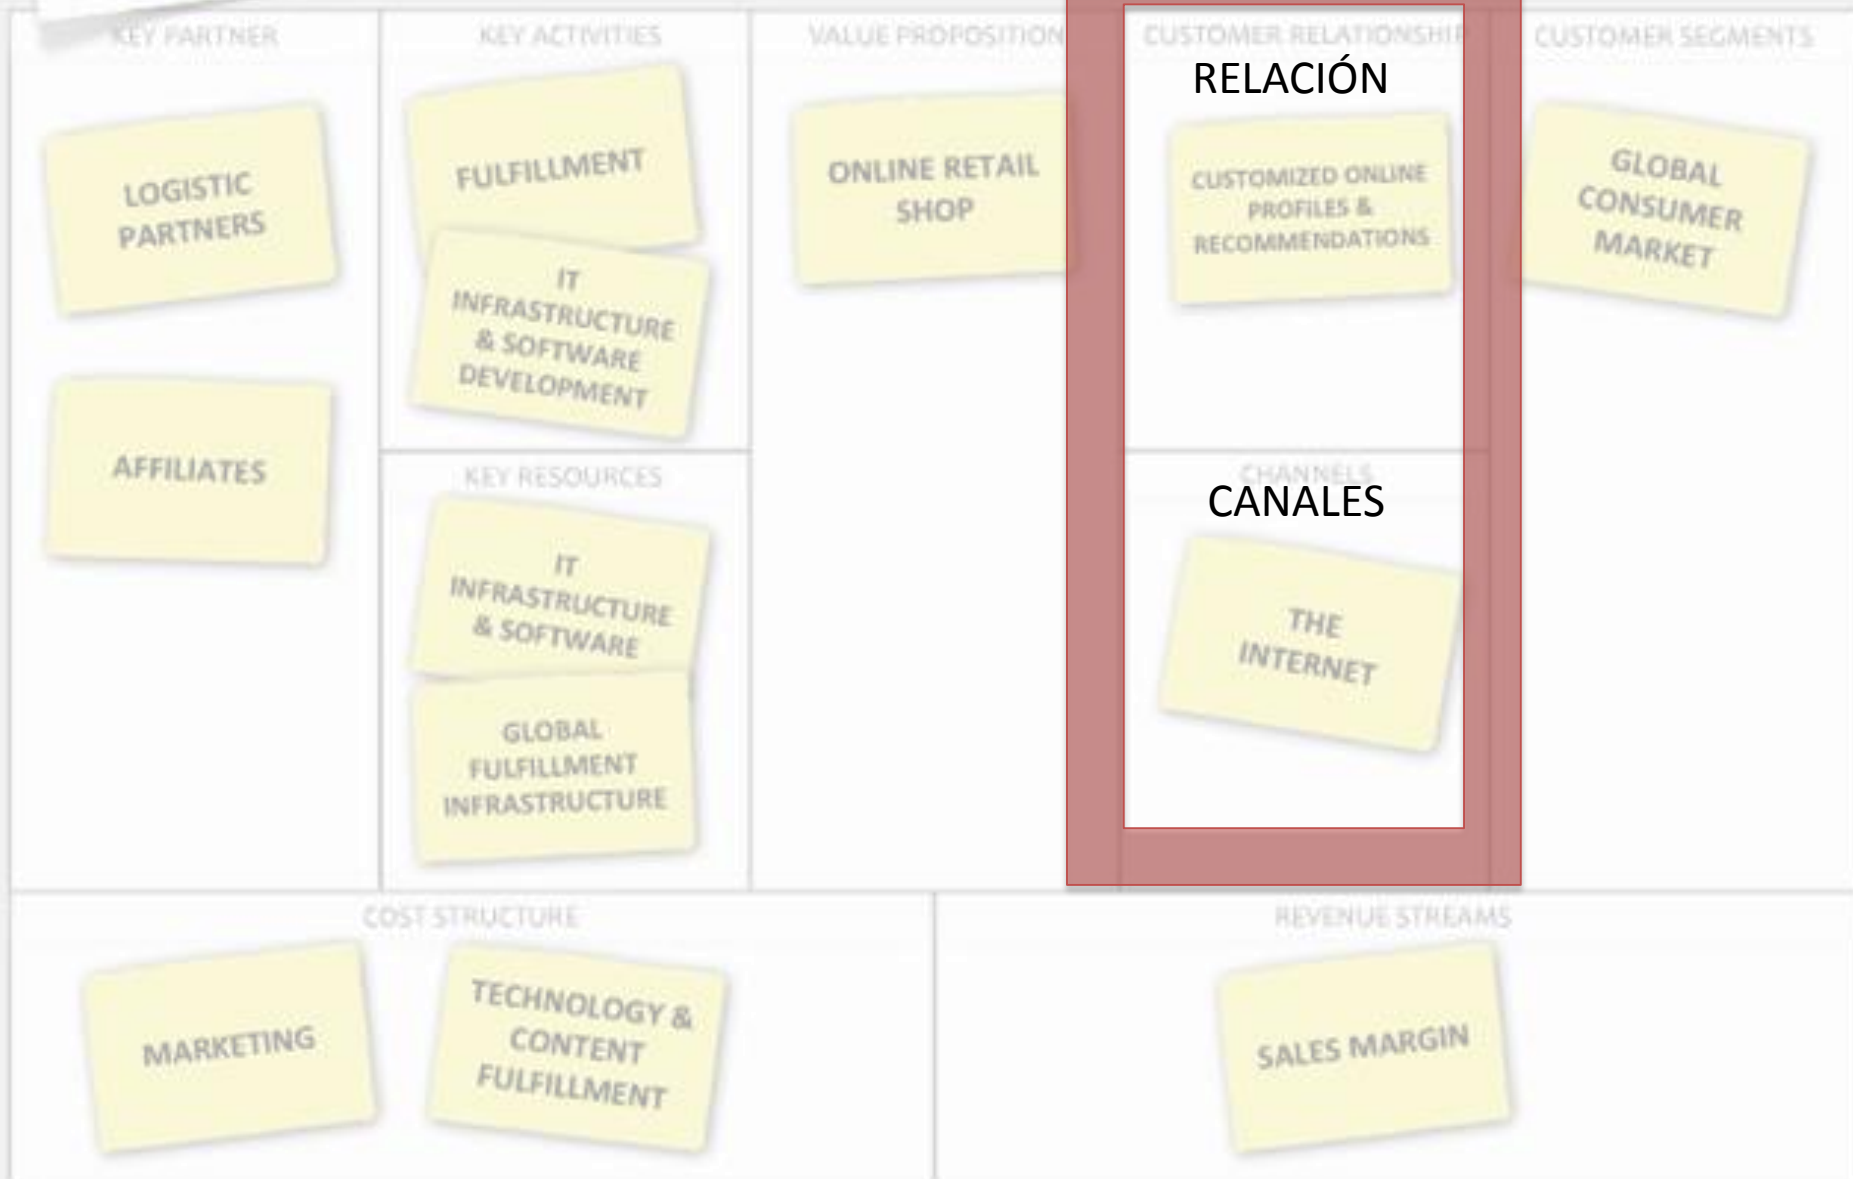 KEY PARTNER
LOGISTIC
PARTNERS
AFFILIATES
KEY ACTIVITIES
FULFILLMENT
IT
INFRASTRUCTURE
& SOFTWARE
DEVELOPMENT
KEY RESOURCES
IT
INFRASTRUCTURE
& SOFTWARE
GLOBAL
FULFILLMENT
INFRASTRUCTURE
VALUE PROPOSITION
ONLINE RETAIL
SHOP
CUSTOMER RELATIONSHIP
RELACIÓN
CUSTOMIZED ONLINE
PROFILES &
RECOMMENDATIONS
CHANNELS
CANALES
THE
INTERNET
CUSTOMER SEGMENTS
GLOBAL
CONSUMER
MARKET
COST STRUCTURE
MARKETING
TECHNOLOGY &
CONTENT
FULFILLMENT
REVENUE STREAMS
SALES MARGIN